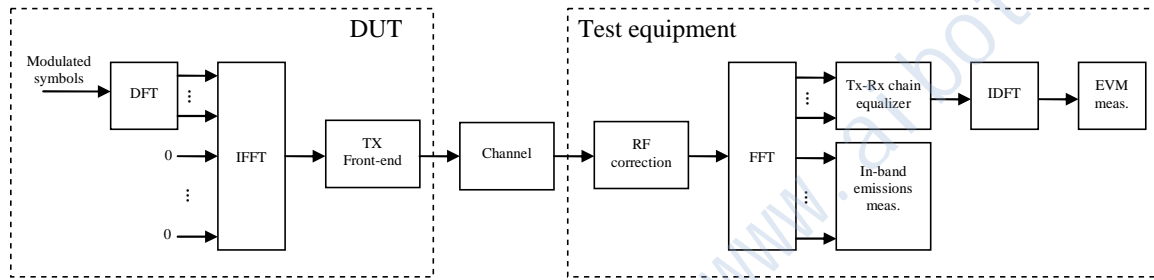 DUT
Test equipment
Modulated
symbols
DFT
...
0
...
0
IFFT
TX
Front-end
Channel
RF
correction
FFT
...
...
Tx-Rx chain
equalizer
In-band
emissions
meas.
IDFT
EVM
meas.